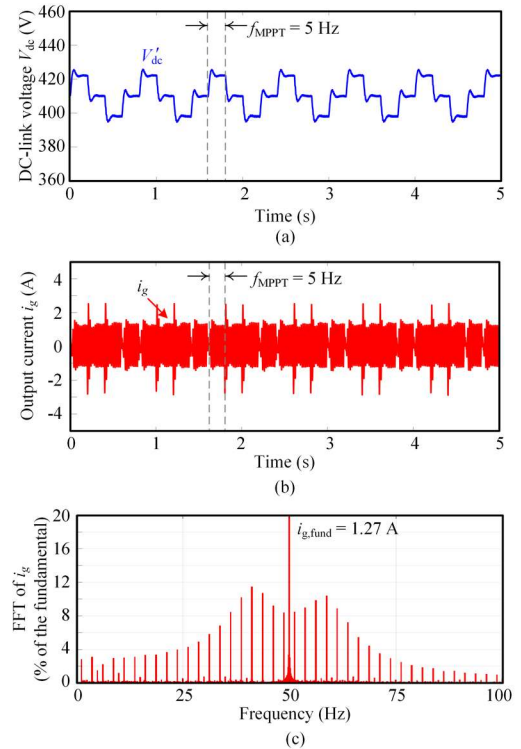 460
440
420
400
380
360
DC-link voltage Vdc (V)
V′dc
fMPPT = 5 Hz
0 1 2 3 4 5
Time (s)
(a)
4
2
0
-2
-4
Output current ig (A)
ig
fMPPT = 5 Hz
0 1 2 3 4 5
Time (s)
(b)
20
16
12
8
4
0
FFT of ig
(% of the fundamental)
ig,fund = 1.27 A
0 25 50 75 100
Frequency (Hz)
(c)